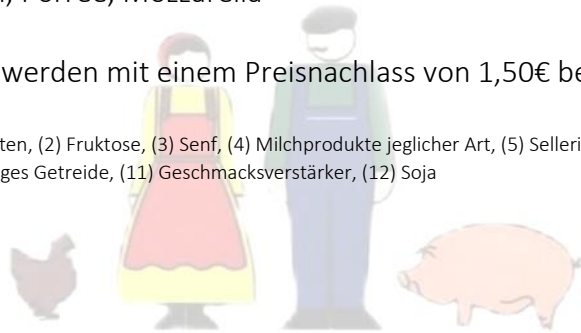 werden mit einem Preisnachlass von 1,50€ be
ten, (2) Fruktose, (3) Senf, (4) Milchprodukte jeglicher Art, (5) Selleri
ges Getreide, (11) Geschmacksverstärker, (12) Soja